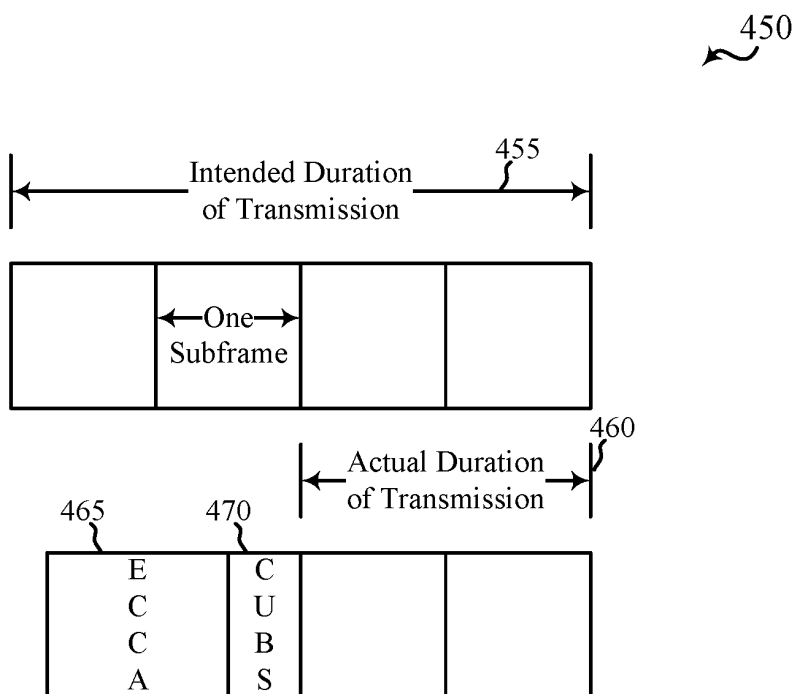 450
455
Intended Duration
of Transmission
One
Subframe
460
Actual Duration
of Transmission
465
470
E
C
C
A
C
U
B
S